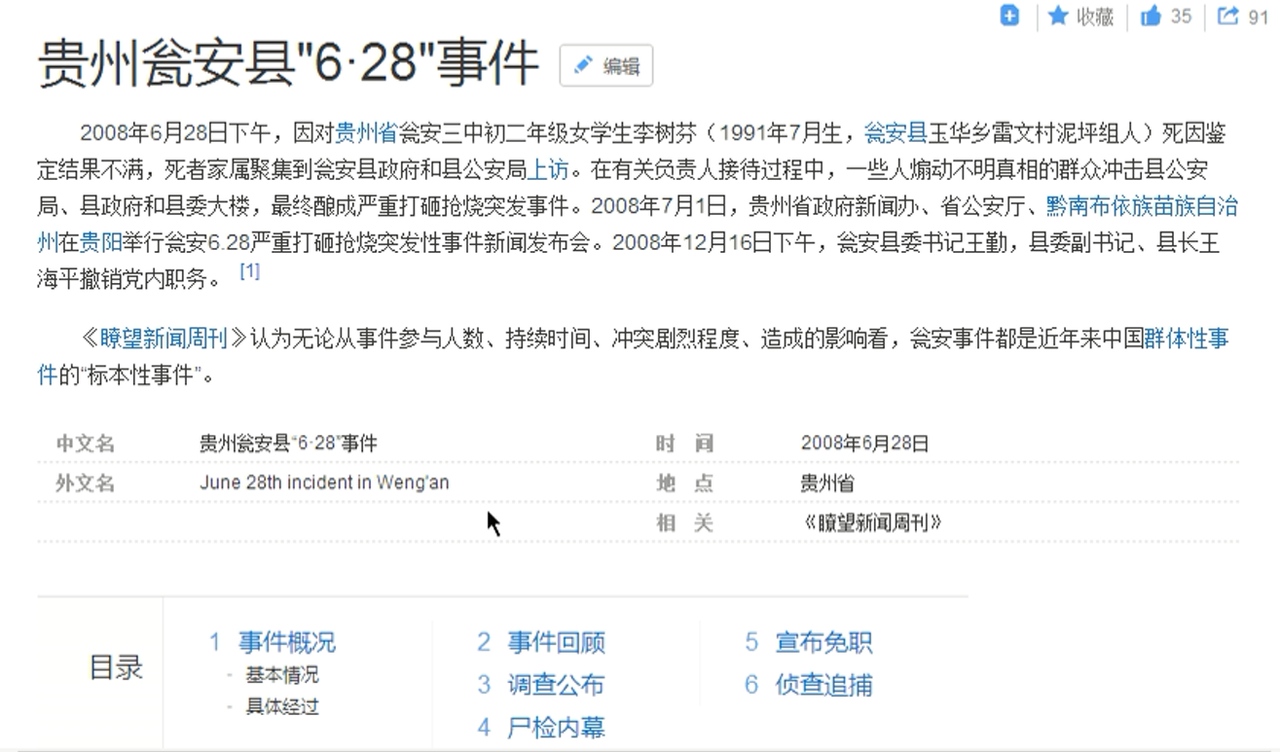 收藏 35 91
贵州瓮安县"6·28"事件 编辑
2008年6月28日下午，因对贵州省瓮安三中初二年级女学生李树芬（1991年7月生，瓮安县玉华乡雷文村泥坪组人）死因鉴
定结果不满，死者家属聚集到瓮安县政府和县公安局上访。在有关负责人接待过程中，一些人煽动不明真相的群众冲击县公安
局、县政府和县委大楼，最终酿成严重打砸抢烧突发事件。2008年7月1日，贵州省政府新闻办、省公安厅、黔南布依族苗族自治
州在贵阳举行瓮安6.28严重打砸抢烧突发性事件新闻发布会。2008年12月16日下午，瓮安县委书记王勤，县委副书记、县长王
海平撤销党内职务。 [1]
《瞭望新闻周刊》认为无论从事件参与人数、持续时间、冲突剧烈程度、造成的影响看，瓮安事件都是近年来中国群体性事
件的“标本性事件”。
中文名 贵州瓮安县“6·28”事件 时 间 2008年6月28日
外文名 June 28th incident in Weng'an 地 点 贵州省
相 关 《瞭望新闻周刊》
目录
1 事件概况
- 基本情况
- 具体经过
2 事件回顾
3 调查公布
4 尸检内幕
5 宣布免职
6 侦查追捕